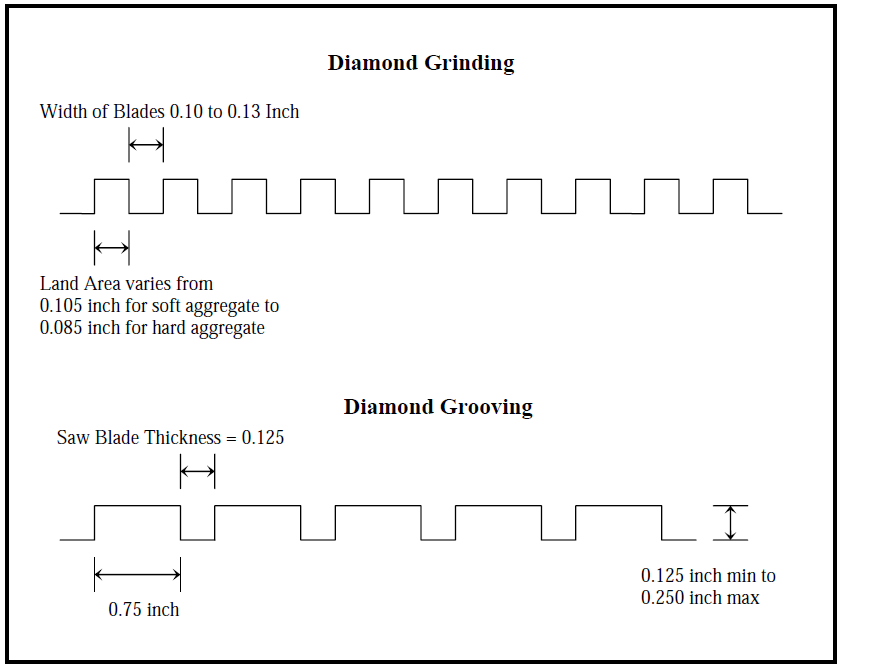 Diamond Grinding
Width of Blades 0.10 to 0.13 Inch
Land Area varies from
0.105 inch for soft aggregate to
0.085 inch for hard aggregate
Diamond Grooving
Saw Blade Thickness = 0.125
0.75 inch
0.125 inch min to
0.250 inch max